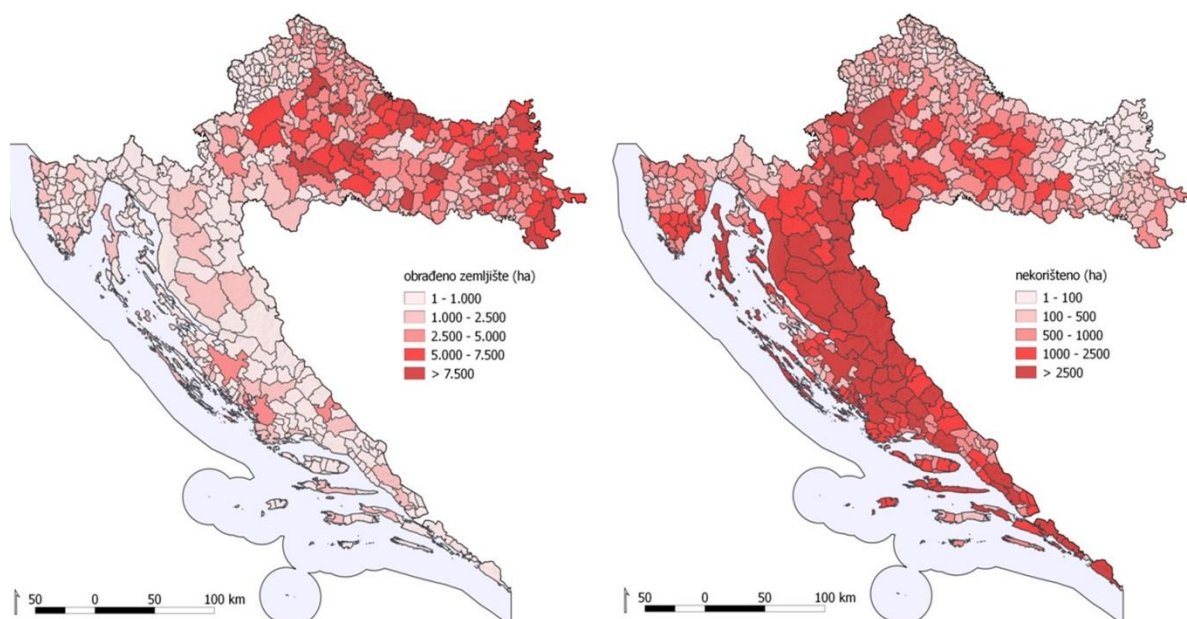 obrađeno zemljište (ha)
1 - 1.000
1.000 - 2.500
2.500 - 5.000
5.000 - 7.500
> 7.500
50 0 50 100 km
nekorišteno (ha)
1 - 100
100 - 500
500 - 1000
1000 - 2500
> 2500
50 0 50 100 km